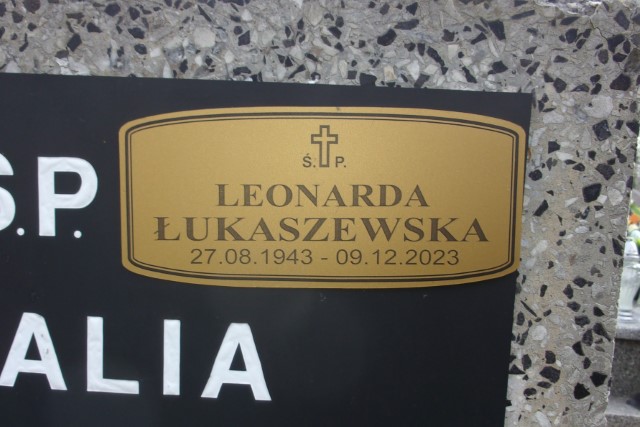 Ś. P.
LEONARDA
ŁUKASZEWSKA
27.08.1943 - 09.12.2023
Ś.P.
ALIA